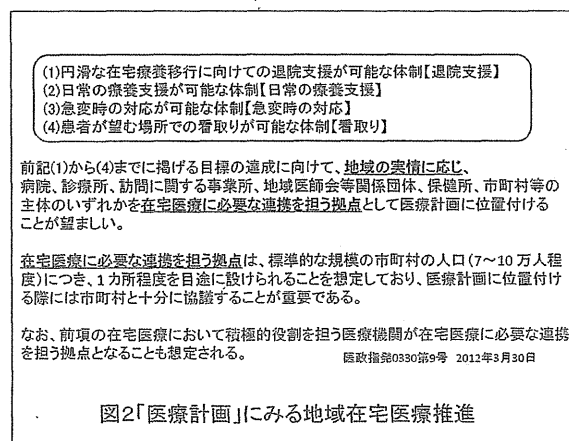 (1)円滑な在宅療養移行に向けての退院支援が可能な体制【退院支援】
(2)日常の療養支援が可能な体制【日常の療養支援】
(3)急変時の対応が可能な体制【急変時の対応】
(4)患者が望む場所での看取りが可能な体制【看取り】
前記(1)から(4)までに掲げる目標の達成に向けて、地域の実情に応じ、
病院、診療所、訪問に関する事業所、地域医師会等関係団体、保健所、市町村等の
主体のいずれかを在宅医療に必要な連携を担う拠点として医療計画に位置付ける
ことが望ましい。
在宅医療に必要な連携を担う拠点は、標準的な規模の市町村の人口(7~10万人程
度)につき、1カ所程度を目途に設けられることを想定しており、医療計画に位置付け
る際には市町村と十分に協議することが重要である。
なお、前項の在宅医療において積極的役割を担う医療機関が在宅医療に必要な連携
を担う拠点となることも想定される。 医政指発0330第9号 2012年3月30日
図2「医療計画」にみる地域在宅医療推進